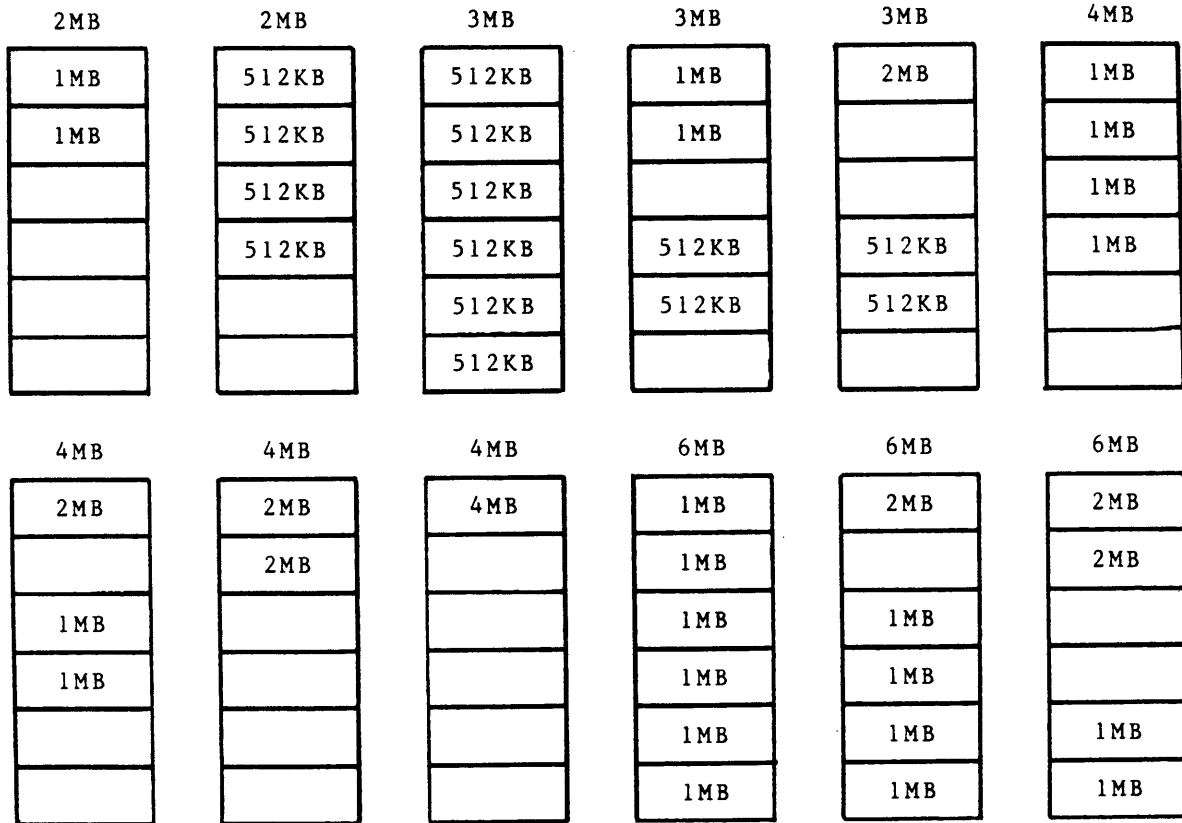 2MB 2MB 3MB 3MB 3MB 4MB
1MB 512KB 512KB 1MB 2MB 1MB
1MB 512KB 512KB 1MB 1MB
512KB 512KB 1MB
512KB 512KB 512KB 512KB 1MB
512KB 512KB 512KB
512KB
4MB 4MB 4MB 6MB 6MB 6MB
2MB 2MB 4MB 1MB 2MB 2MB
2MB 1MB 2MB
1MB 1MB 1MB
1MB 1MB 1MB
1MB 1MB 1MB
1MB 1MB 1MB